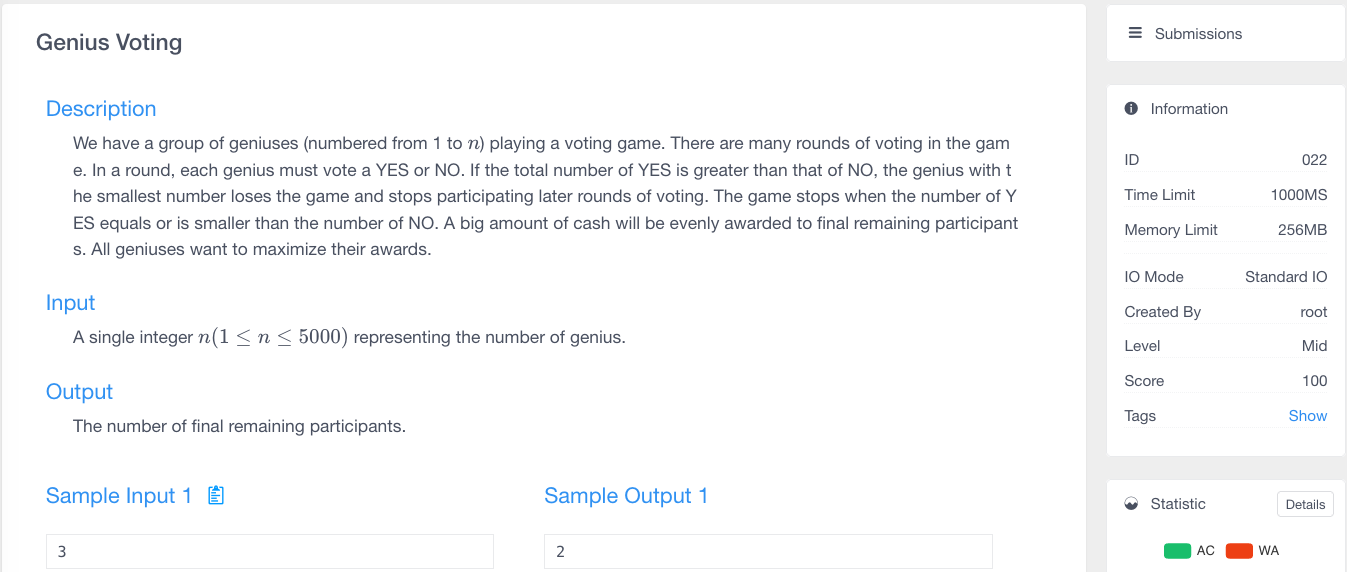 Genius Voting
Description
We have a group of geniuses (numbered from 1 to n) playing a voting game. There are many rounds of voting in the gam
e. In a round, each genius must vote a YES or NO. If the total number of YES is greater than that of NO, the genius with t
he smallest number loses the game and stops participating later rounds of voting. The game stops when the number of Y
ES equals or is smaller than the number of NO. A big amount of cash will be evenly awarded to final remaining participant
s. All geniuses want to maximize their awards.
Input
A single integer n(1 ≤ n ≤ 5000) representing the number of genius.
Output
The number of final remaining participants.
Sample Input 1
Sample Output 1
3
2
Submissions
Information
ID 022
Time Limit 1000MS
Memory Limit 256MB
IO Mode Standard IO
Created By root
Level Mid
Score 100
Tags Show
Statistic Details
AC WA